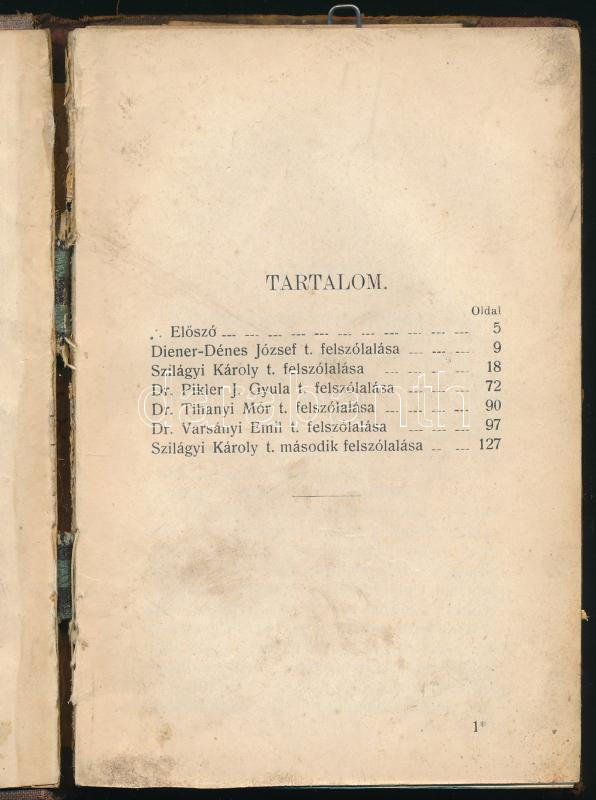 TARTALOM.
Oldal
∴ Előszó 5
Diener-Dénes József t. felszólalása 9
Szilágyi Károly t. felszólalása 18
Dr. Pikler J. Gyula t. felszólalása 72
Dr. Tihanyi Mór t. felszólalása 90
Dr. Varsányi Emil t. felszólalása 97
Szilágyi Károly t. második felszólalása 127
darabanth
1*